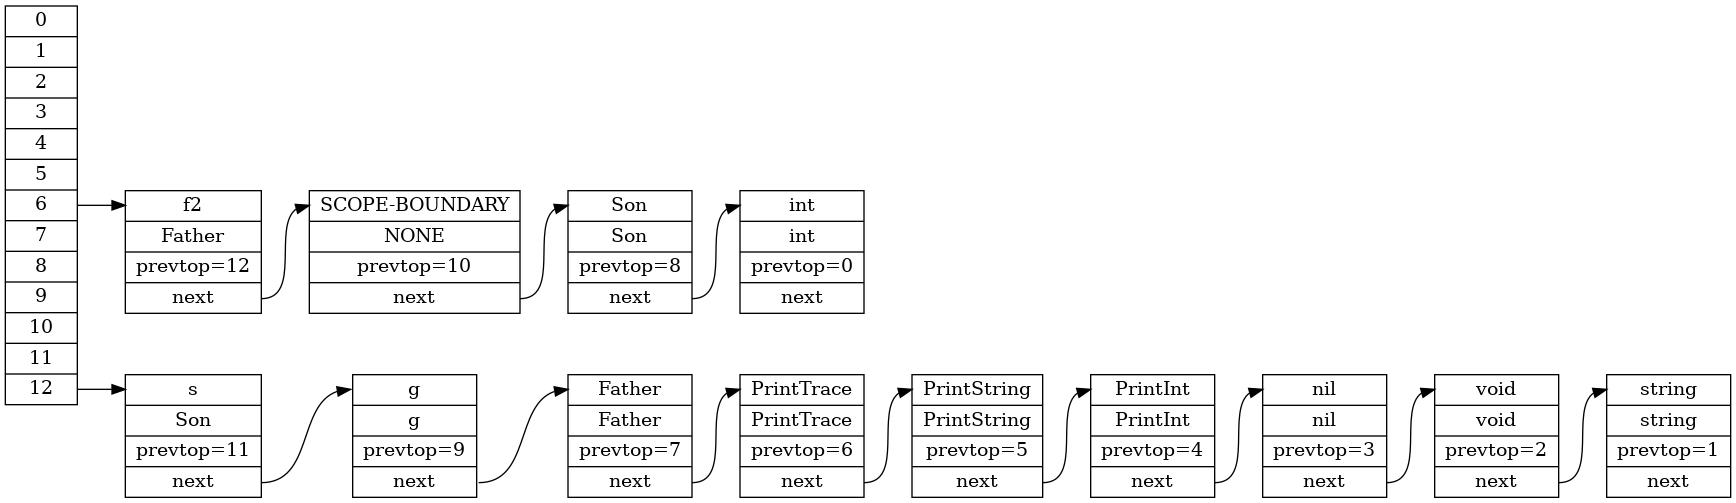 0
1
2
3
4
5
6
7
8
9
10
11
12
f2
Father
prevtop=12
next
SCOPE-BOUNDARY
NONE
prevtop=10
next
Son
Son
prevtop=8
next
int
int
prevtop=0
next
s
Son
prevtop=11
next
g
g
prevtop=9
next
Father
Father
prevtop=7
next
PrintTrace
PrintTrace
prevtop=6
next
PrintString
PrintString
prevtop=5
next
PrintInt
PrintInt
prevtop=4
next
nil
nil
prevtop=3
next
void
void
prevtop=2
next
string
string
prevtop=1
next